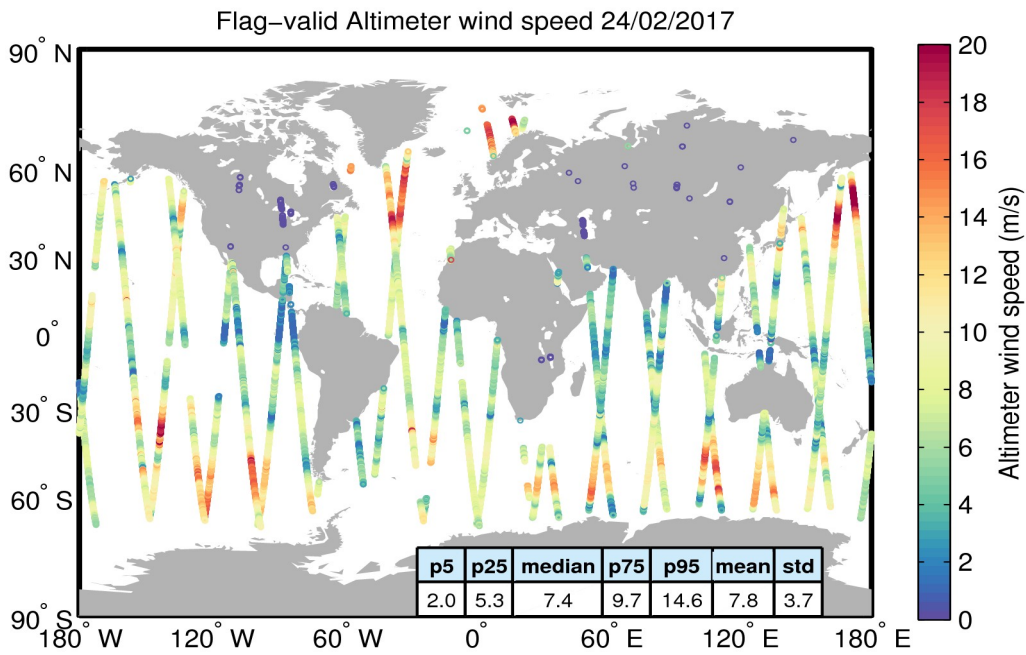 Flag−valid Altimeter wind speed 24/02/2017
90° N
60° N
30° N
0°
30° S
60° S
90° S
180° W
120° W
60° W
0°
60° E
120° E
180° E
p5 p25 median p75 p95 mean std
2.0 5.3 7.4 9.7 14.6 7.8 3.7
20
18
16
14
12
10
8
6
4
2
0
Altimeter wind speed (m/s)